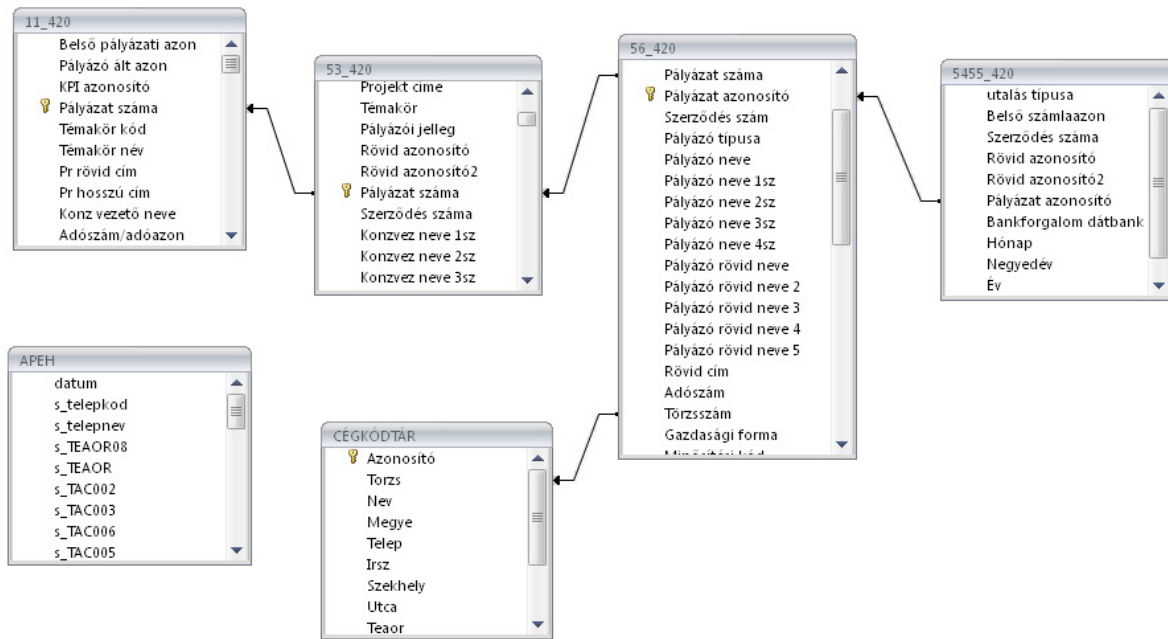 11_420
Belső pályázati azon
Pályázó ált azon
KPI azonosító
Pályázat száma
Témakör kód
Témakör név
Pr rövid cím
Pr hosszú cím
Konz vezető neve
Adószám/adóazon
53_420
Projekt címe
Témakör
Pályázói jelleg
Rövid azonosító
Rövid azonosító2
Pályázat száma
Szerződés száma
Konzvez neve 1sz
Konzvez neve 2sz
Konzvez neve 3sz
56_420
Pályázat száma
Pályázat azonosító
Szerződés szám
Pályázó típusa
Pályázó neve
Pályázó neve 1sz
Pályázó neve 2sz
Pályázó neve 3sz
Pályázó neve 4sz
Pályázó rövid neve
Pályázó rövid neve 2
Pályázó rövid neve 3
Pályázó rövid neve 4
Pályázó rövid neve 5
Rövid cím
Adószám
Törzsszám
Gazdasági forma
Minősítési kód
5455_420
utalás típusa
Belső számlaazon
Szerződés száma
Rövid azonosító
Rövid azonosító2
Pályázat azonosító
Bankforgalom dátbank
Hónap
Negyedév
Év
APEH
datum
s_telepkod
s_telepnev
s_TEAOR08
s_TEAOR
s_TAC002
s_TAC003
s_TAC006
s_TAC005
CÉGKÓDTÁR
Azonosító
Torzs
Nev
Megye
Telep
Irsz
Szekhely
Utca
Teaor